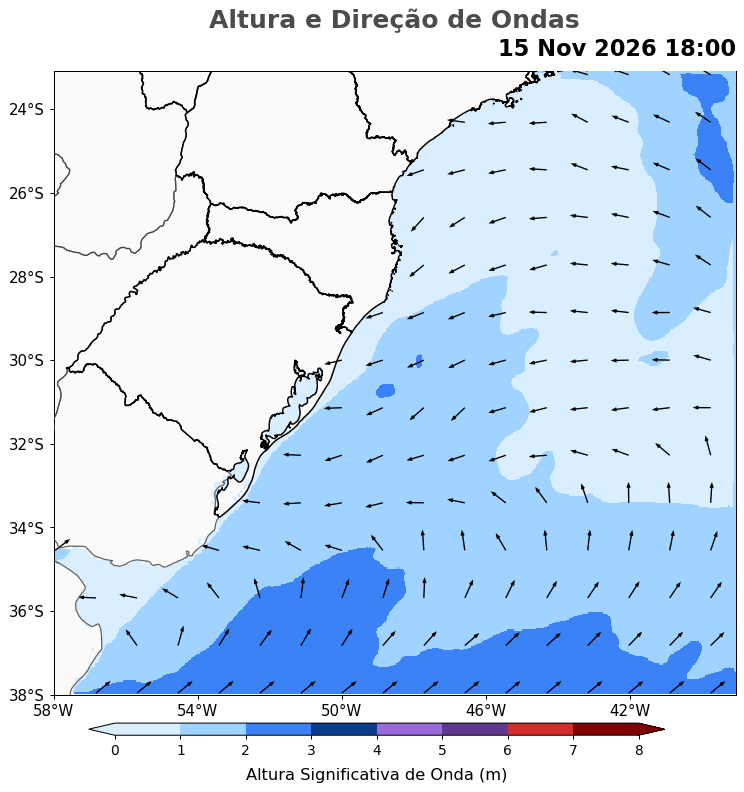 Altura e Direção de Ondas
15 Nov 2026 18:00
24°S
26°S
28°S
30°S
32°S
34°S
36°S
38°S
58°W 54°W 50°W 46°W 42°W
0 1 2 3 4 5 6 7 8
Altura Significativa de Onda (m)